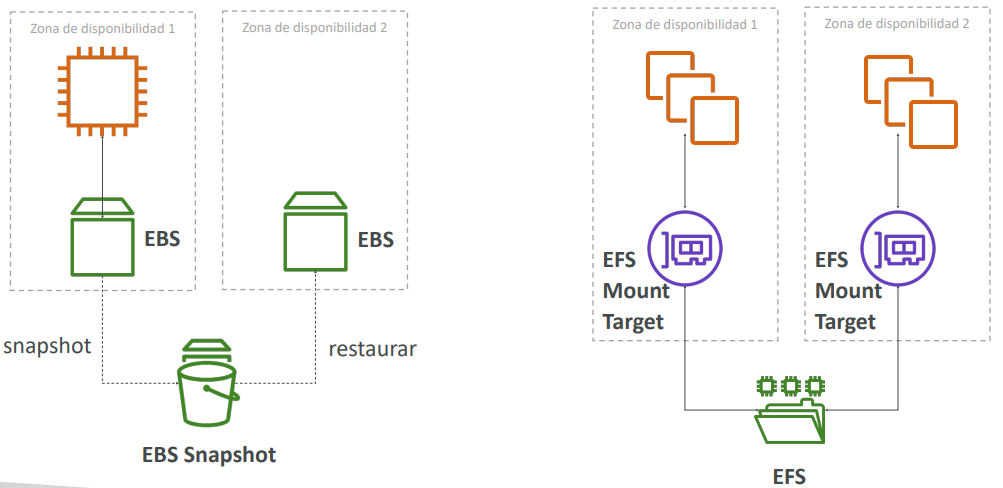 Zona de disponibilidad 1
Zona de disponibilidad 2
EBS
EBS
snapshot
restaurar
EBS Snapshot
Zona de disponibilidad 1
Zona de disponibilidad 2
EFS
Mount
Target
EFS
Mount
Target
EFS